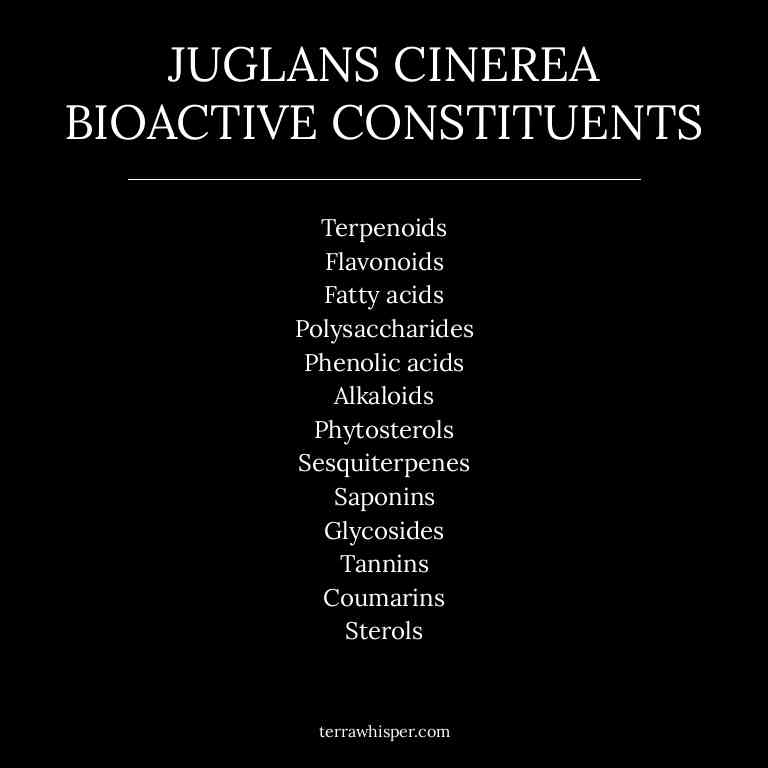 JUGLANS CINEREA
BIOACTIVE CONSTITUENTS
Terpenoids
Flavonoids
Fatty acids
Polysaccharides
Phenolic acids
Alkaloids
Phytosterols
Sesquiterpenes
Saponins
Glycosides
Tannins
Coumarins
Sterols
terrawhisper.com